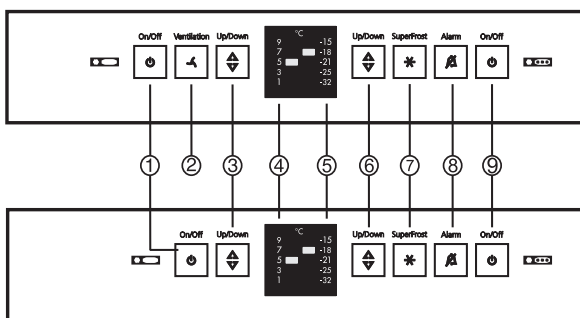 On/Off Ventilation Up/Down Up/Down SuperFrost Alarm On/Off
°C
9 -15
7 -18
5 -21
3 -25
1 -32
1 2 3 4 5 6 7 8 9
On/Off Up/Down Up/Down SuperFrost Alarm On/Off
°C
9 -15
7 -18
5 -21
3 -25
1 -32